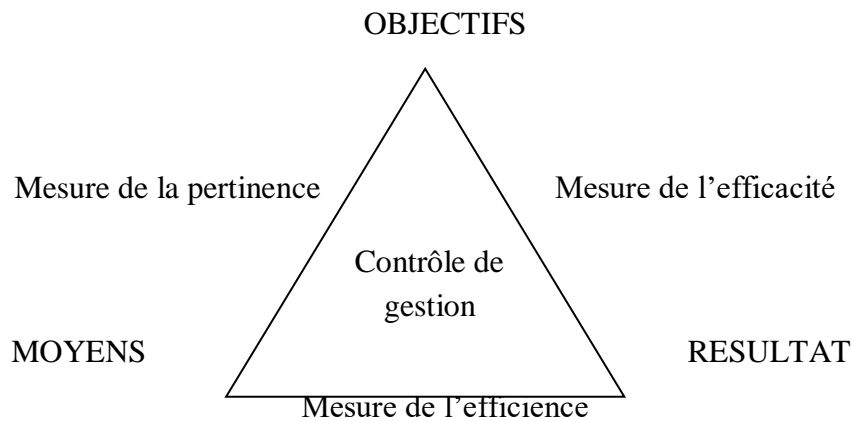 OBJECTIFS
Mesure de la pertinence
Mesure de l’efficacité
Contrôle de
gestion
MOYENS
RESULTAT
Mesure de l’efficience